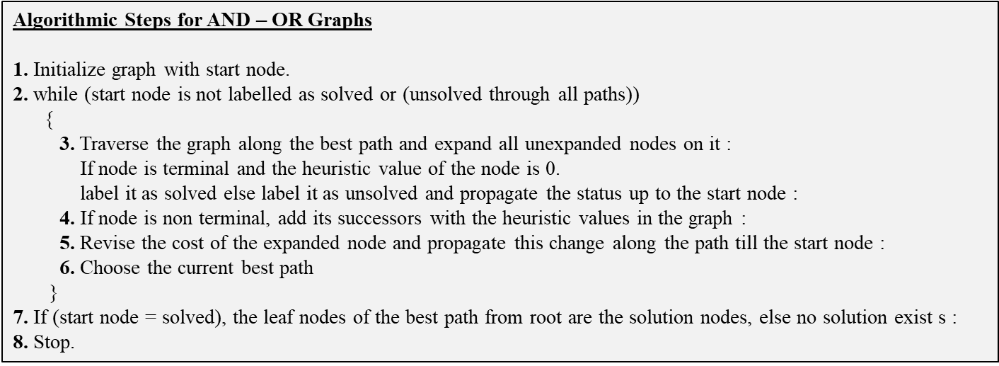 Algorithmic Steps for AND – OR Graphs
1. Initialize graph with start node.
2. while (start node is not labelled as solved or (unsolved through all paths))
{
3. Traverse the graph along the best path and expand all unexpanded nodes on it :
If node is terminal and the heuristic value of the node is 0.
label it as solved else label it as unsolved and propagate the status up to the start node :
4. If node is non terminal, add its successors with the heuristic values in the graph :
5. Revise the cost of the expanded node and propagate this change along the path till the start node :
6. Choose the current best path
}
7. If (start node = solved), the leaf nodes of the best path from root are the solution nodes, else no solution exist s :
8. Stop.